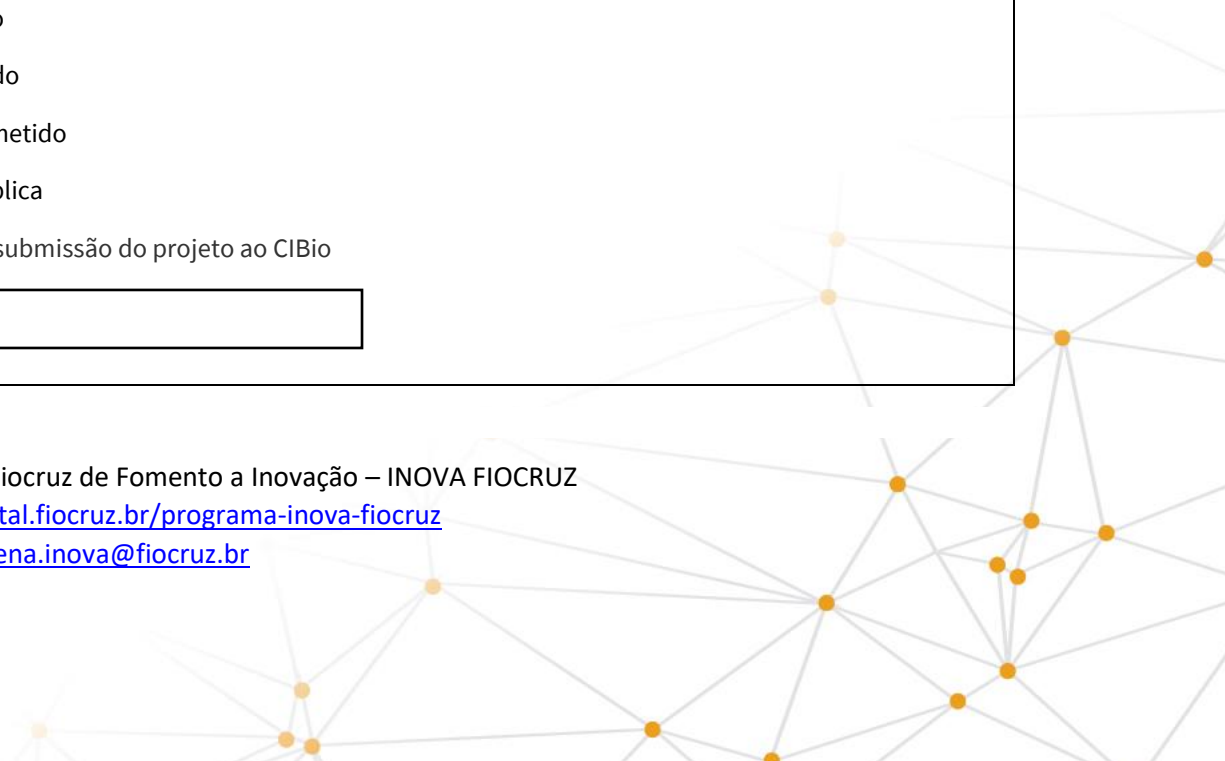 o
do
netido
olica
submissão do projeto ao CIBio
iocruz de Fomento a Inovação – INOVA FIOCRUZ
tal.fiocruz.br/programa-inova-fiocruz
ena.inova@fiocruz.br